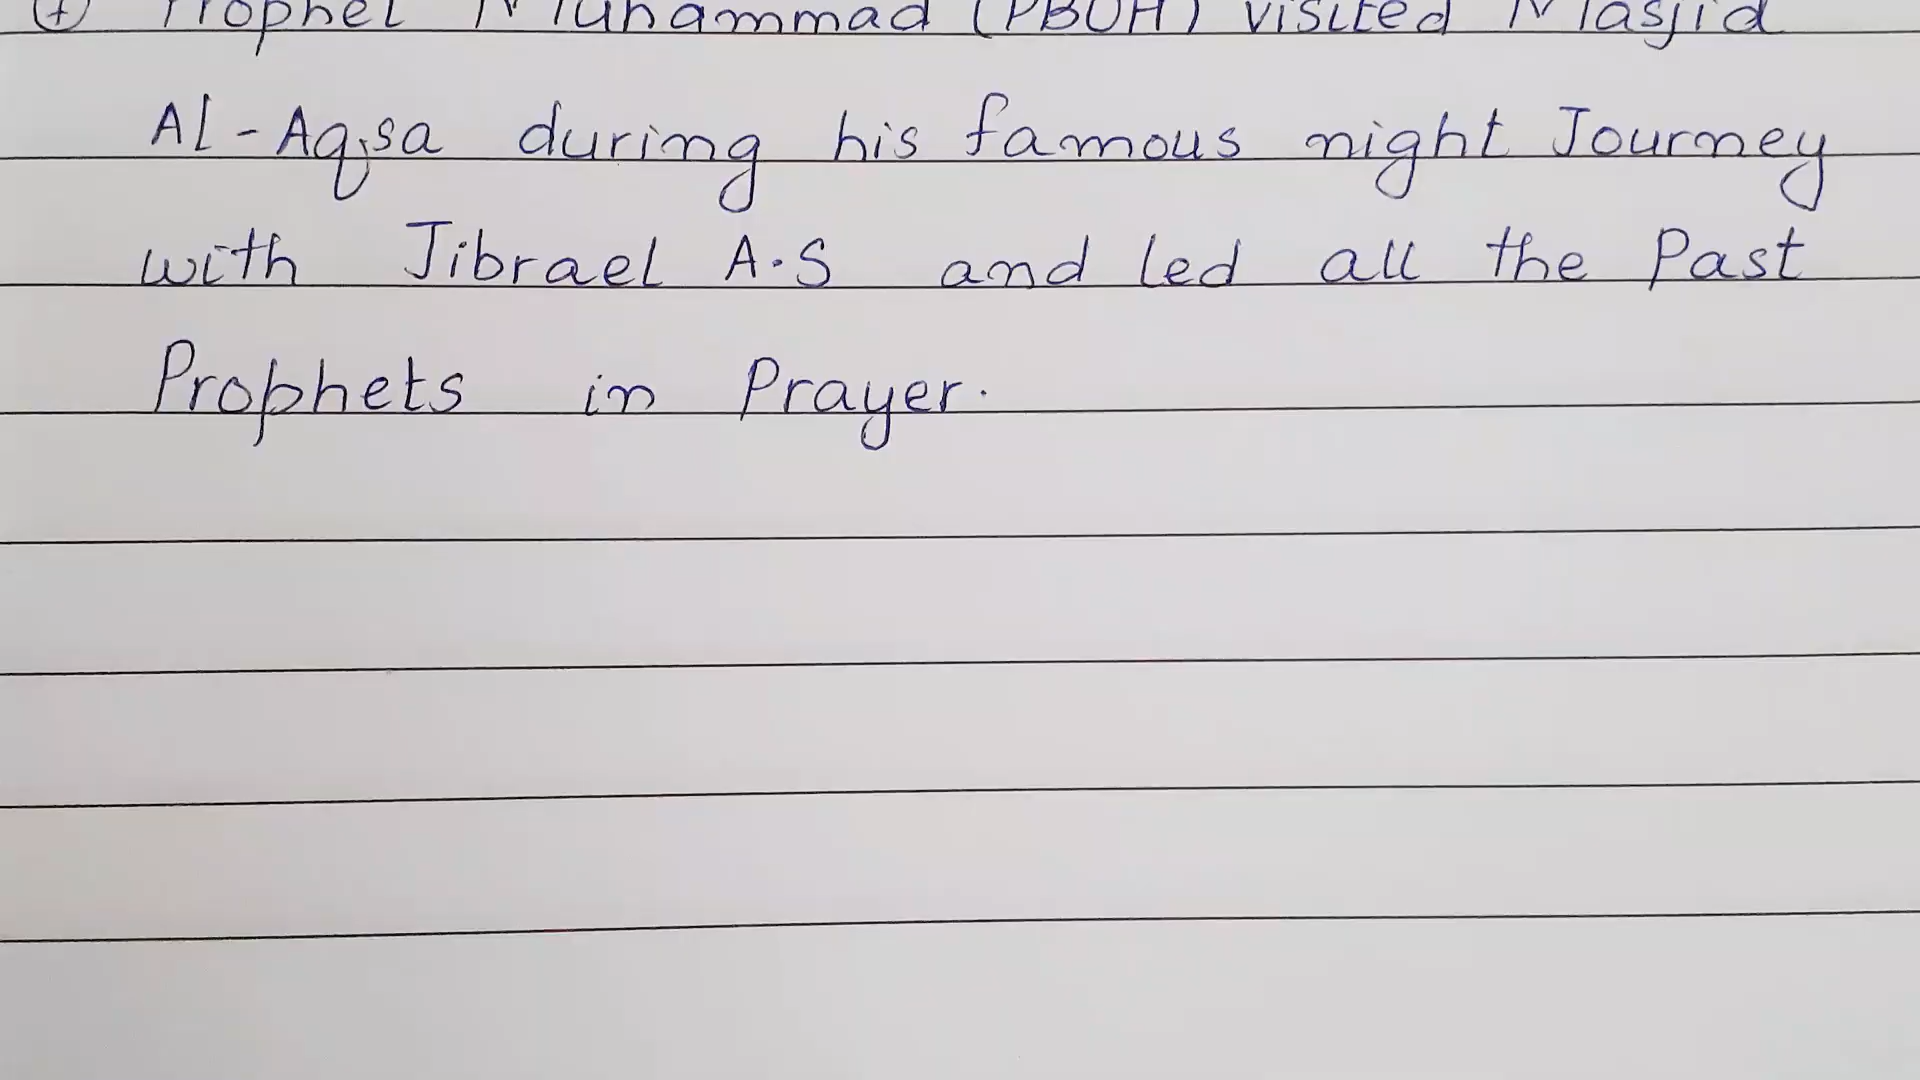 Prophet Muhammad (PBUH) visited Masjid
Al-Aqsa during his famous night Journey
with Jibrael A.S and led all the Past
Prophets in Prayer.